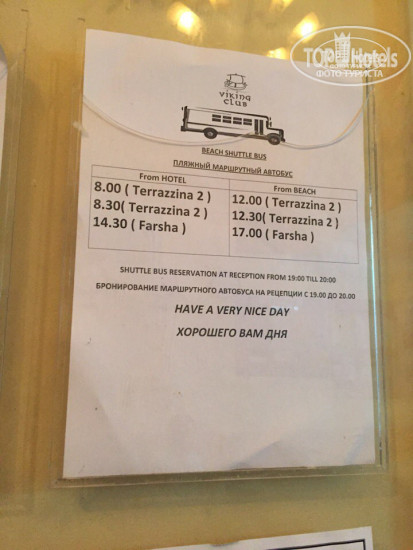 TOP Hotels
ФОТО ТУРИСТА
viking
club
BEACH SHUTTLE BUS
ПЛЯЖНЫЙ МАРШРУТНЫЙ АВТОБУС
From HOTEL From BEACH
8.00 ( Terrazzina 2 ) 12.00 ( Terrazzina 2 )
8.30( Terrazzina 2 ) 12.30( Terrazzina 2 )
14.30 ( Farsha ) 17.00 ( Farsha )
SHUTTLE BUS RESERVATION AT RECEPTION FROM 19:00 TILL 20:00
БРОНИРОВАНИЕ МАРШРУТНОГО АВТОБУСА НА РЕЦЕПЦИИ С 19.00 ДО 20.00
HAVE A VERY NICE DAY
ХОРОШЕГО ВАМ ДНЯ